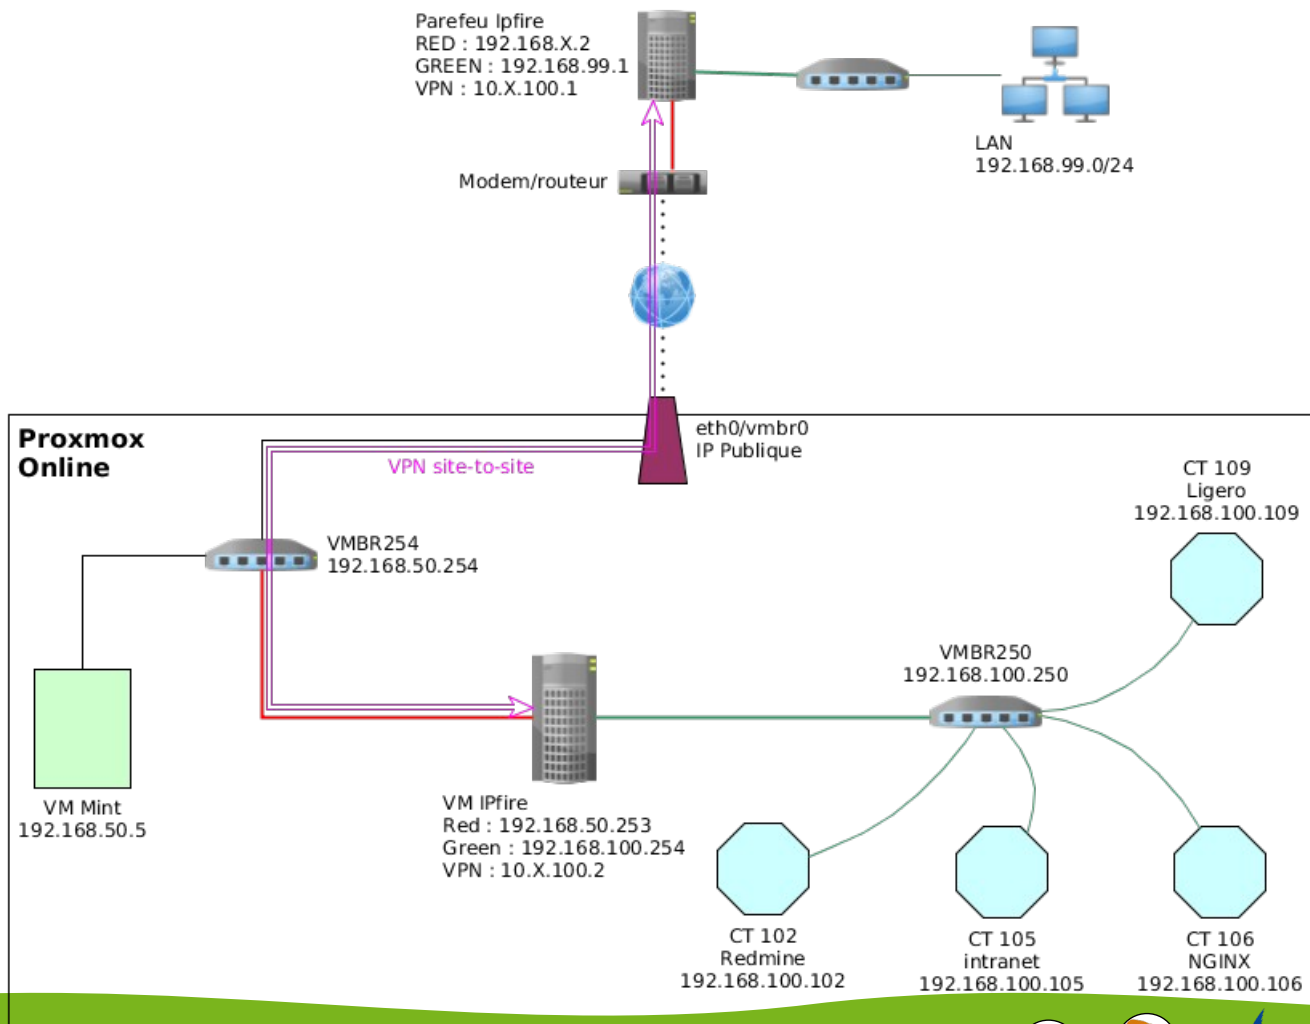 Parefeu Ipfire
RED : 192.168.X.2
GREEN : 192.168.99.1
VPN : 10.X.100.1
LAN
192.168.99.0/24
Modem/routeur
Proxmox
Online
eth0/vmbr0
IP Publique
VPN site-to-site
CT 109
Ligero
192.168.100.109
VMBR254
192.168.50.254
VMBR250
192.168.100.250
VM Mint
192.168.50.5
VM IPfire
Red : 192.168.50.253
Green : 192.168.100.254
VPN : 10.X.100.2
CT 102
Redmine
192.168.100.102
CT 105
intranet
192.168.100.105
CT 106
NGINX
192.168.100.106